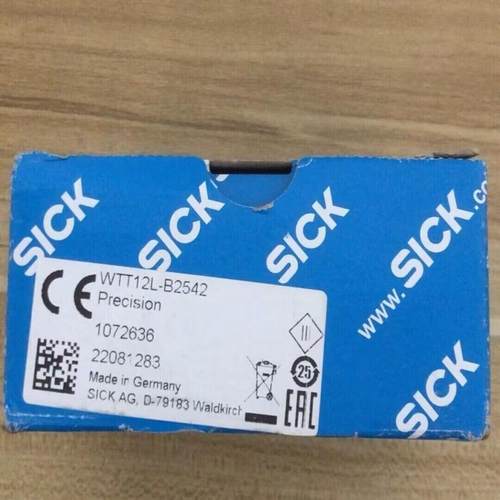 SICK
SICK
SICK
SICK
SICK
www.sick.co
SICK
CE
WTT12L-B2542
Precision
1072636
22081283
Made in Germany
SICK AG, D-79183 Waldkirch
25
EAC